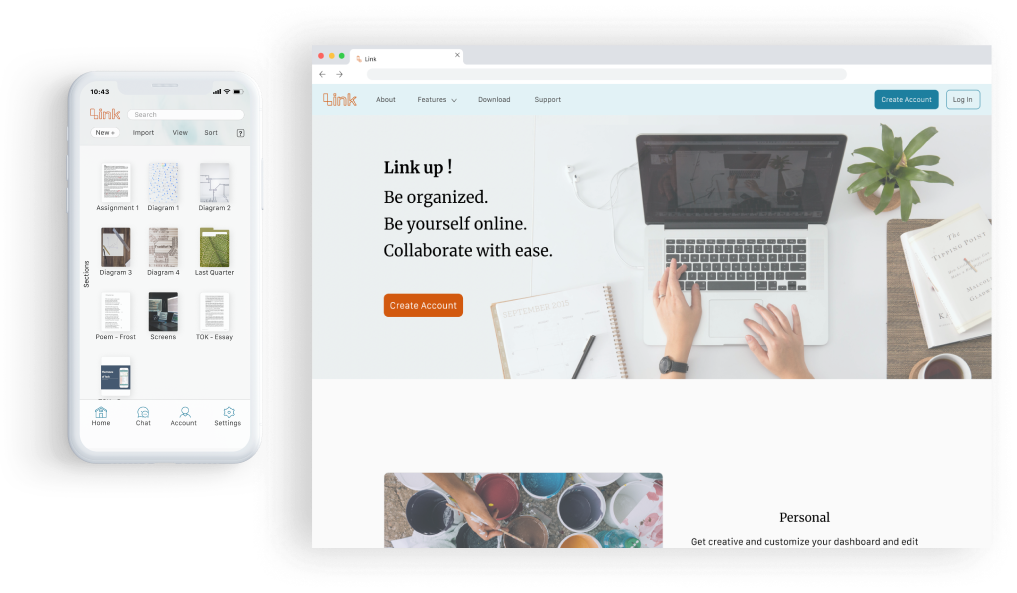 10:43
Link
Search
New +
Import
View
Sort
?
Assignment 1
Diagram 1
Diagram 2
Diagram 3
Diagram 4
Last Quarter
Sections
Poem - Frost
Screens
TOK - Essay
Home
Chat
Account
Settings
Link
Link
About
Features
Download
Support
Create Account
Log In
Link up !
Be organized.
Be yourself online.
Collaborate with ease.
Create Account
SEPTEMBER 2015
The
TIPPING POINT
Personal
Get creative and customize your dashboard and edit